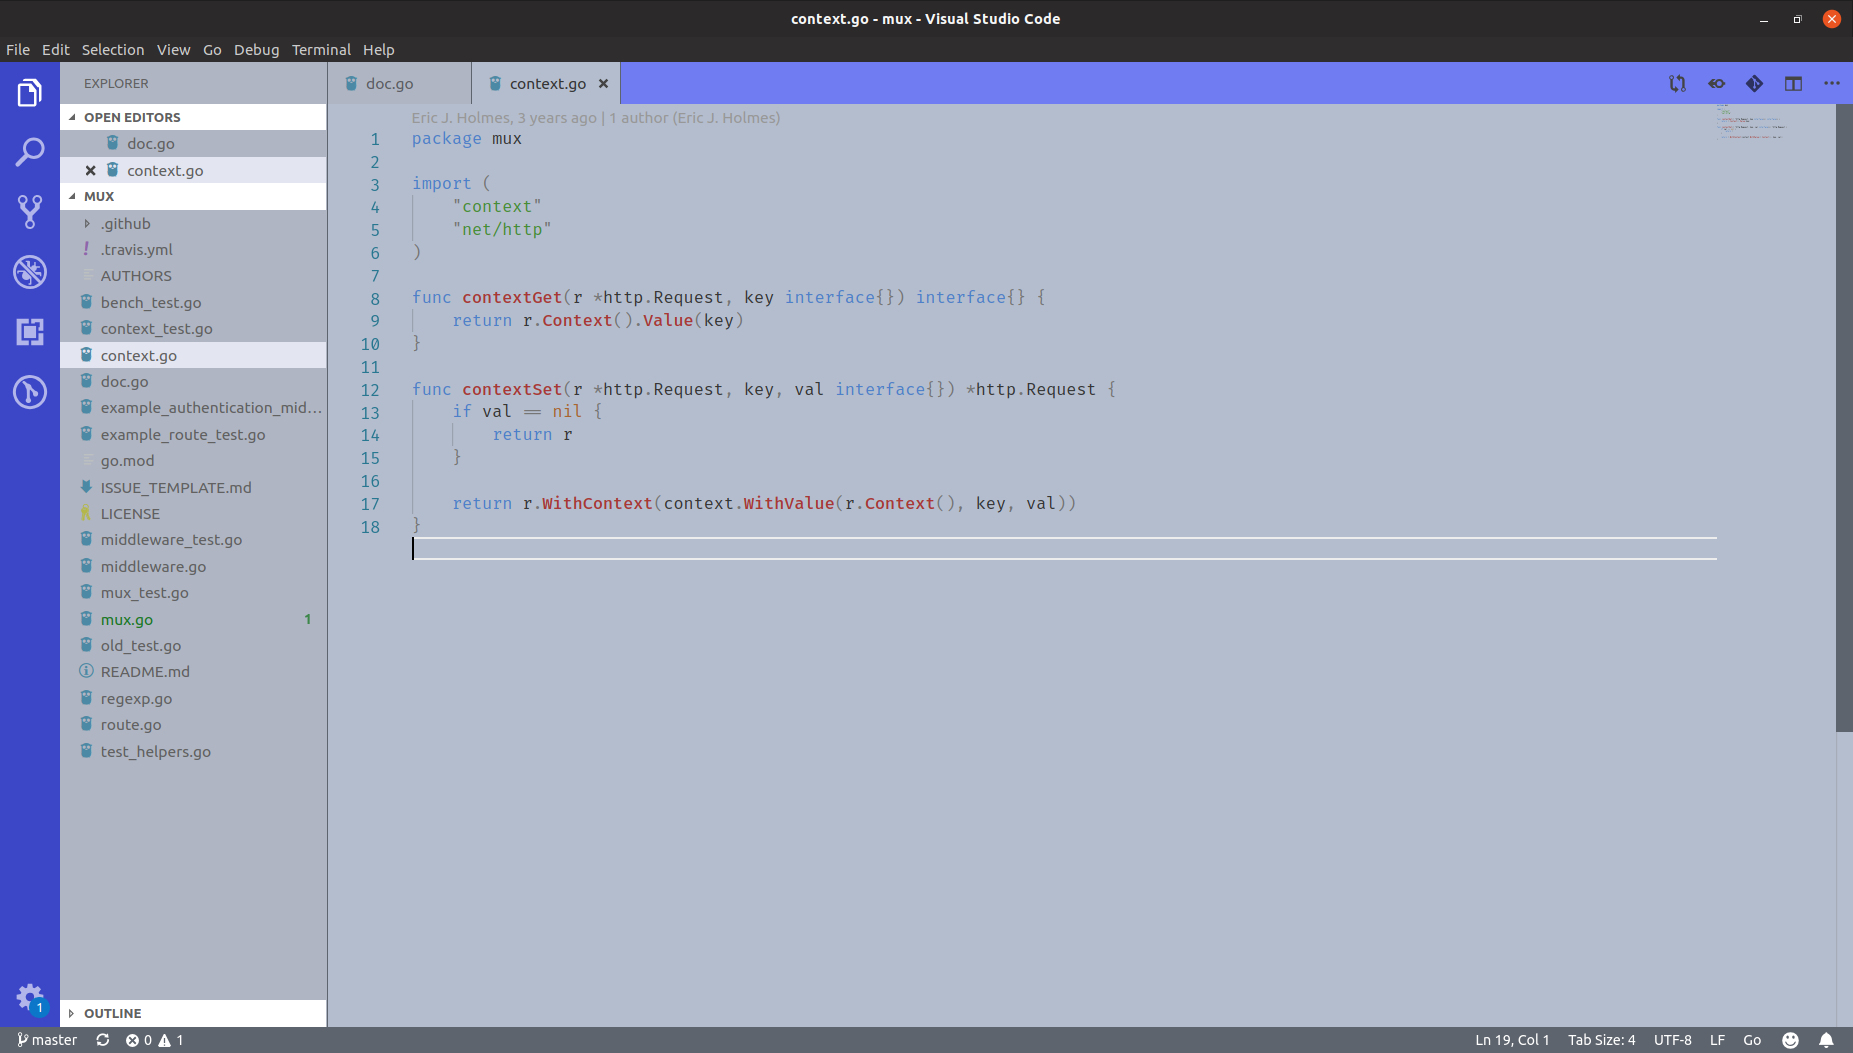 context.go - mux - Visual Studio Code
File Edit Selection View Go Debug Terminal Help
EXPLORER
OPEN EDITORS
doc.go
context.go
MUX
.github
.travis.yml
AUTHORS
bench_test.go
context_test.go
context.go
doc.go
example_authentication_mid...
example_route_test.go
go.mod
ISSUE_TEMPLATE.md
LICENSE
middleware_test.go
middleware.go
mux_test.go
mux.go 1
old_test.go
README.md
regexp.go
route.go
test_helpers.go
OUTLINE
1
doc.go context.go
Eric J. Holmes, 3 years ago | 1 author (Eric J. Holmes)
1 package mux
2
3 import (
4 "context"
5 "net/http"
6 )
7
8 func contextGet(r *http.Request, key interface{}) interface{} {
9 return r.Context().Value(key)
10 }
11
12 func contextSet(r *http.Request, key, val interface{}) *http.Request {
13 if val == nil {
14 return r
15 }
16
17 return r.WithContext(context.WithValue(r.Context(), key, val))
18 }
master 0 1 Ln 19, Col 1 Tab Size: 4 UTF-8 LF Go